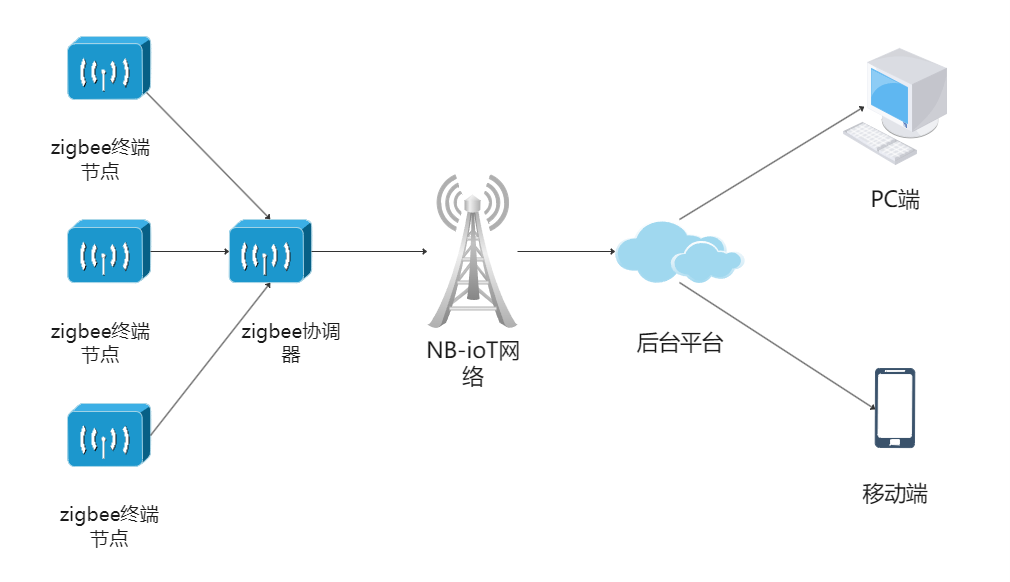 zigbee终端
节点
PC端
zigbee终端
节点
zigbee协调
器
NB-ioT网
络
后台平台
zigbee终端
节点
移动端